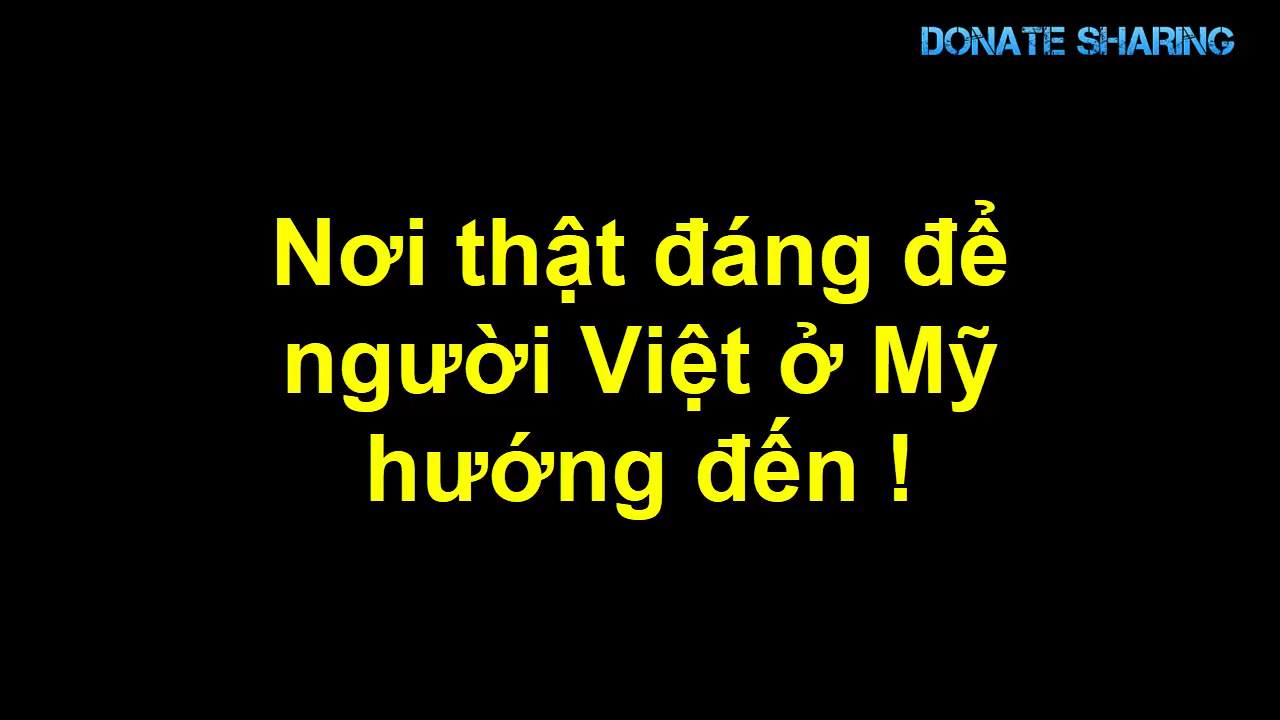 DONATE SHARING
Nơi thật đáng để
người Việt ở Mỹ
hướng đến !